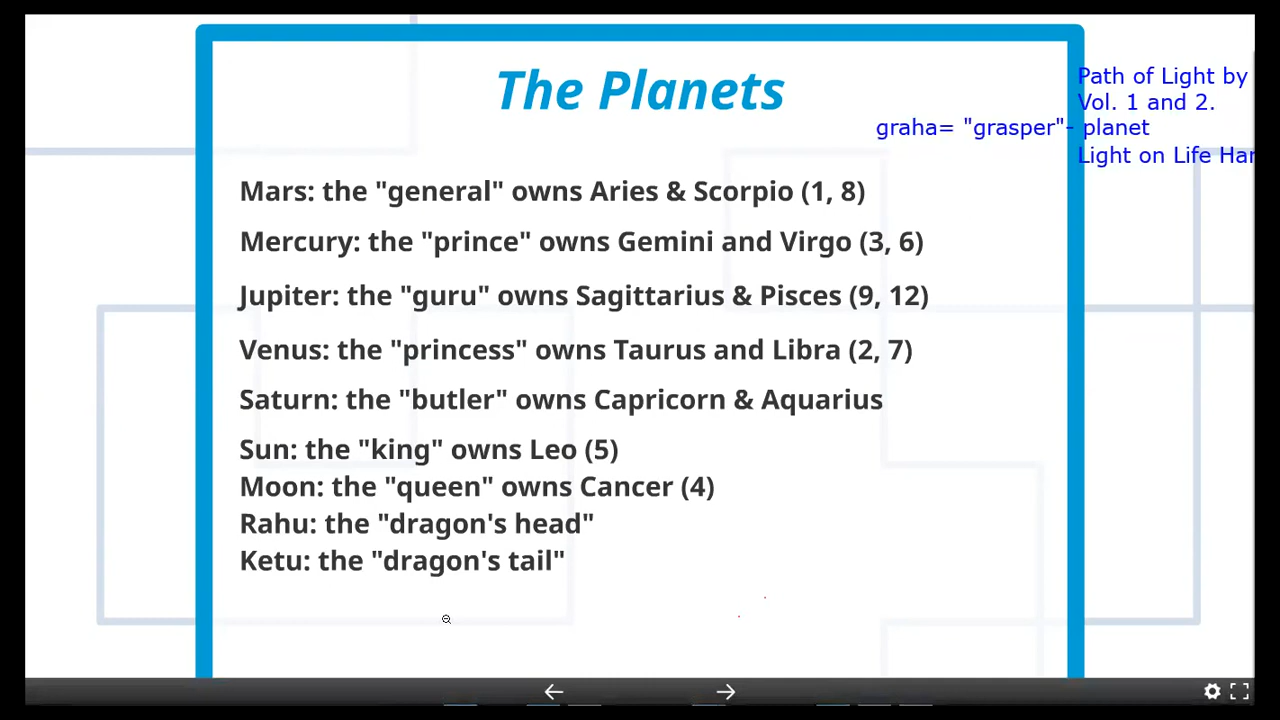 The Planets
Path of Light by
Vol. 1 and 2.
graha= "grasper"- planet
Light on Life Har
Mars: the "general" owns Aries & Scorpio (1, 8)
Mercury: the "prince" owns Gemini and Virgo (3, 6)
Jupiter: the "guru" owns Sagittarius & Pisces (9, 12)
Venus: the "princess" owns Taurus and Libra (2, 7)
Saturn: the "butler" owns Capricorn & Aquarius
Sun: the "king" owns Leo (5)
Moon: the "queen" owns Cancer (4)
Rahu: the "dragon's head"
Ketu: the "dragon's tail"